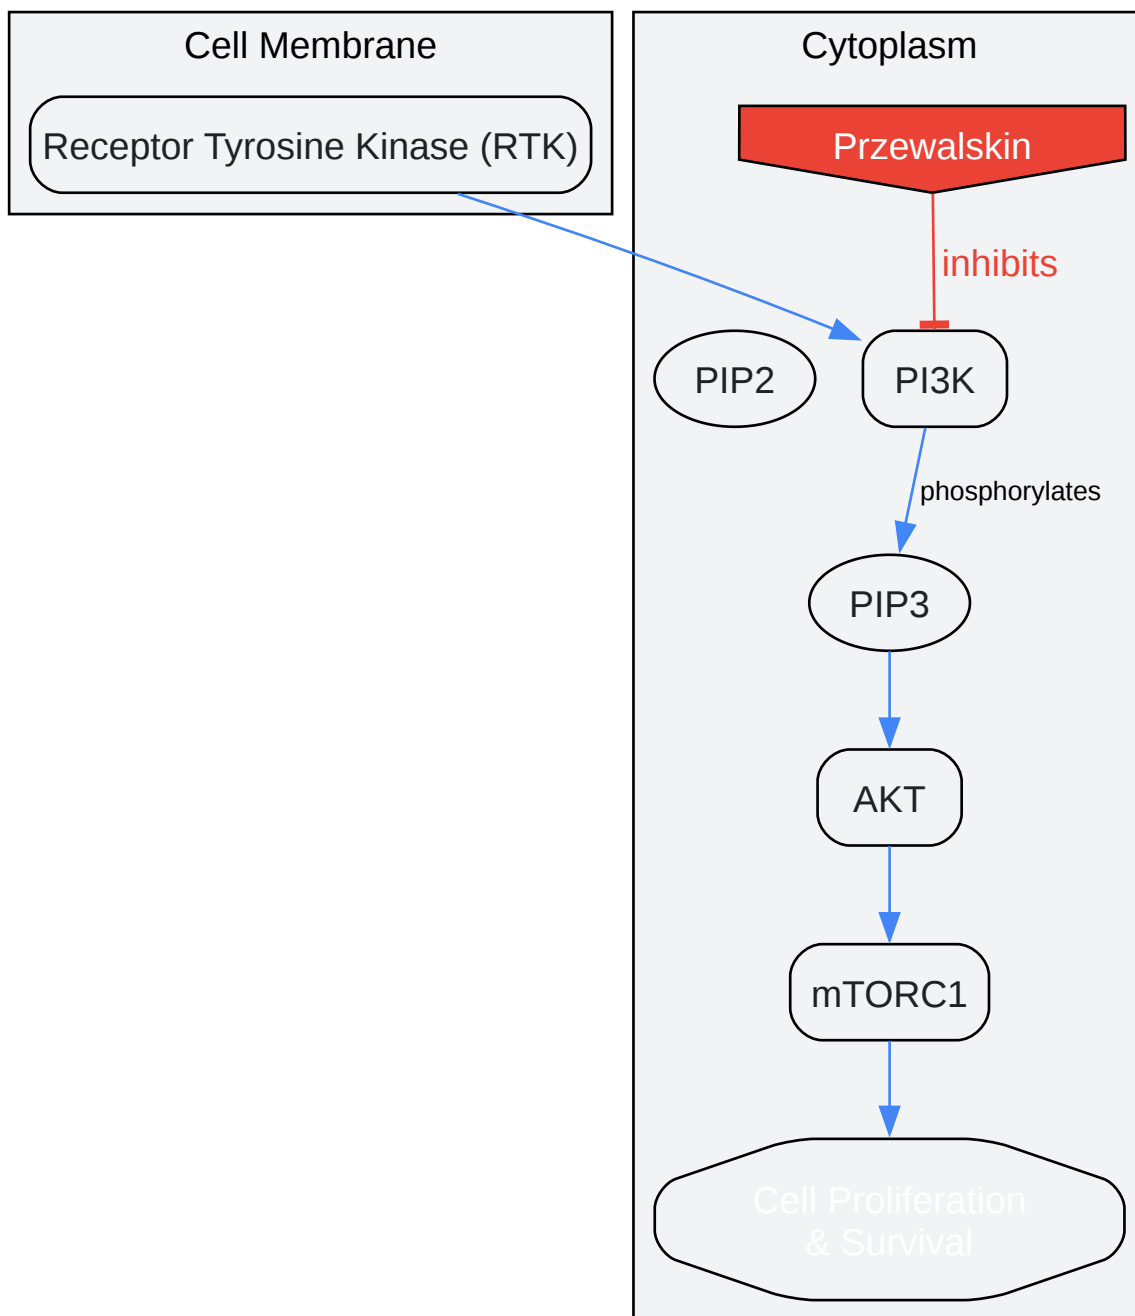 Cell Membrane
Receptor Tyrosine Kinase (RTK)
Cytoplasm
Przewalskin
inhibits
PIP2
PI3K
phosphorylates
PIP3
AKT
mTORC1
Cell Proliferation
& Survival